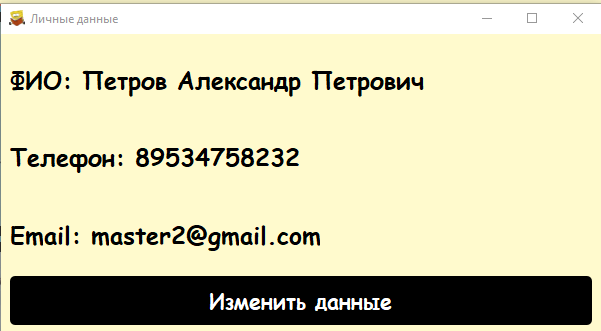 Личные данные
ФИО: Петров Александр Петрович
Телефон: 89534758232
Email: master2@gmail.com
Изменить данные